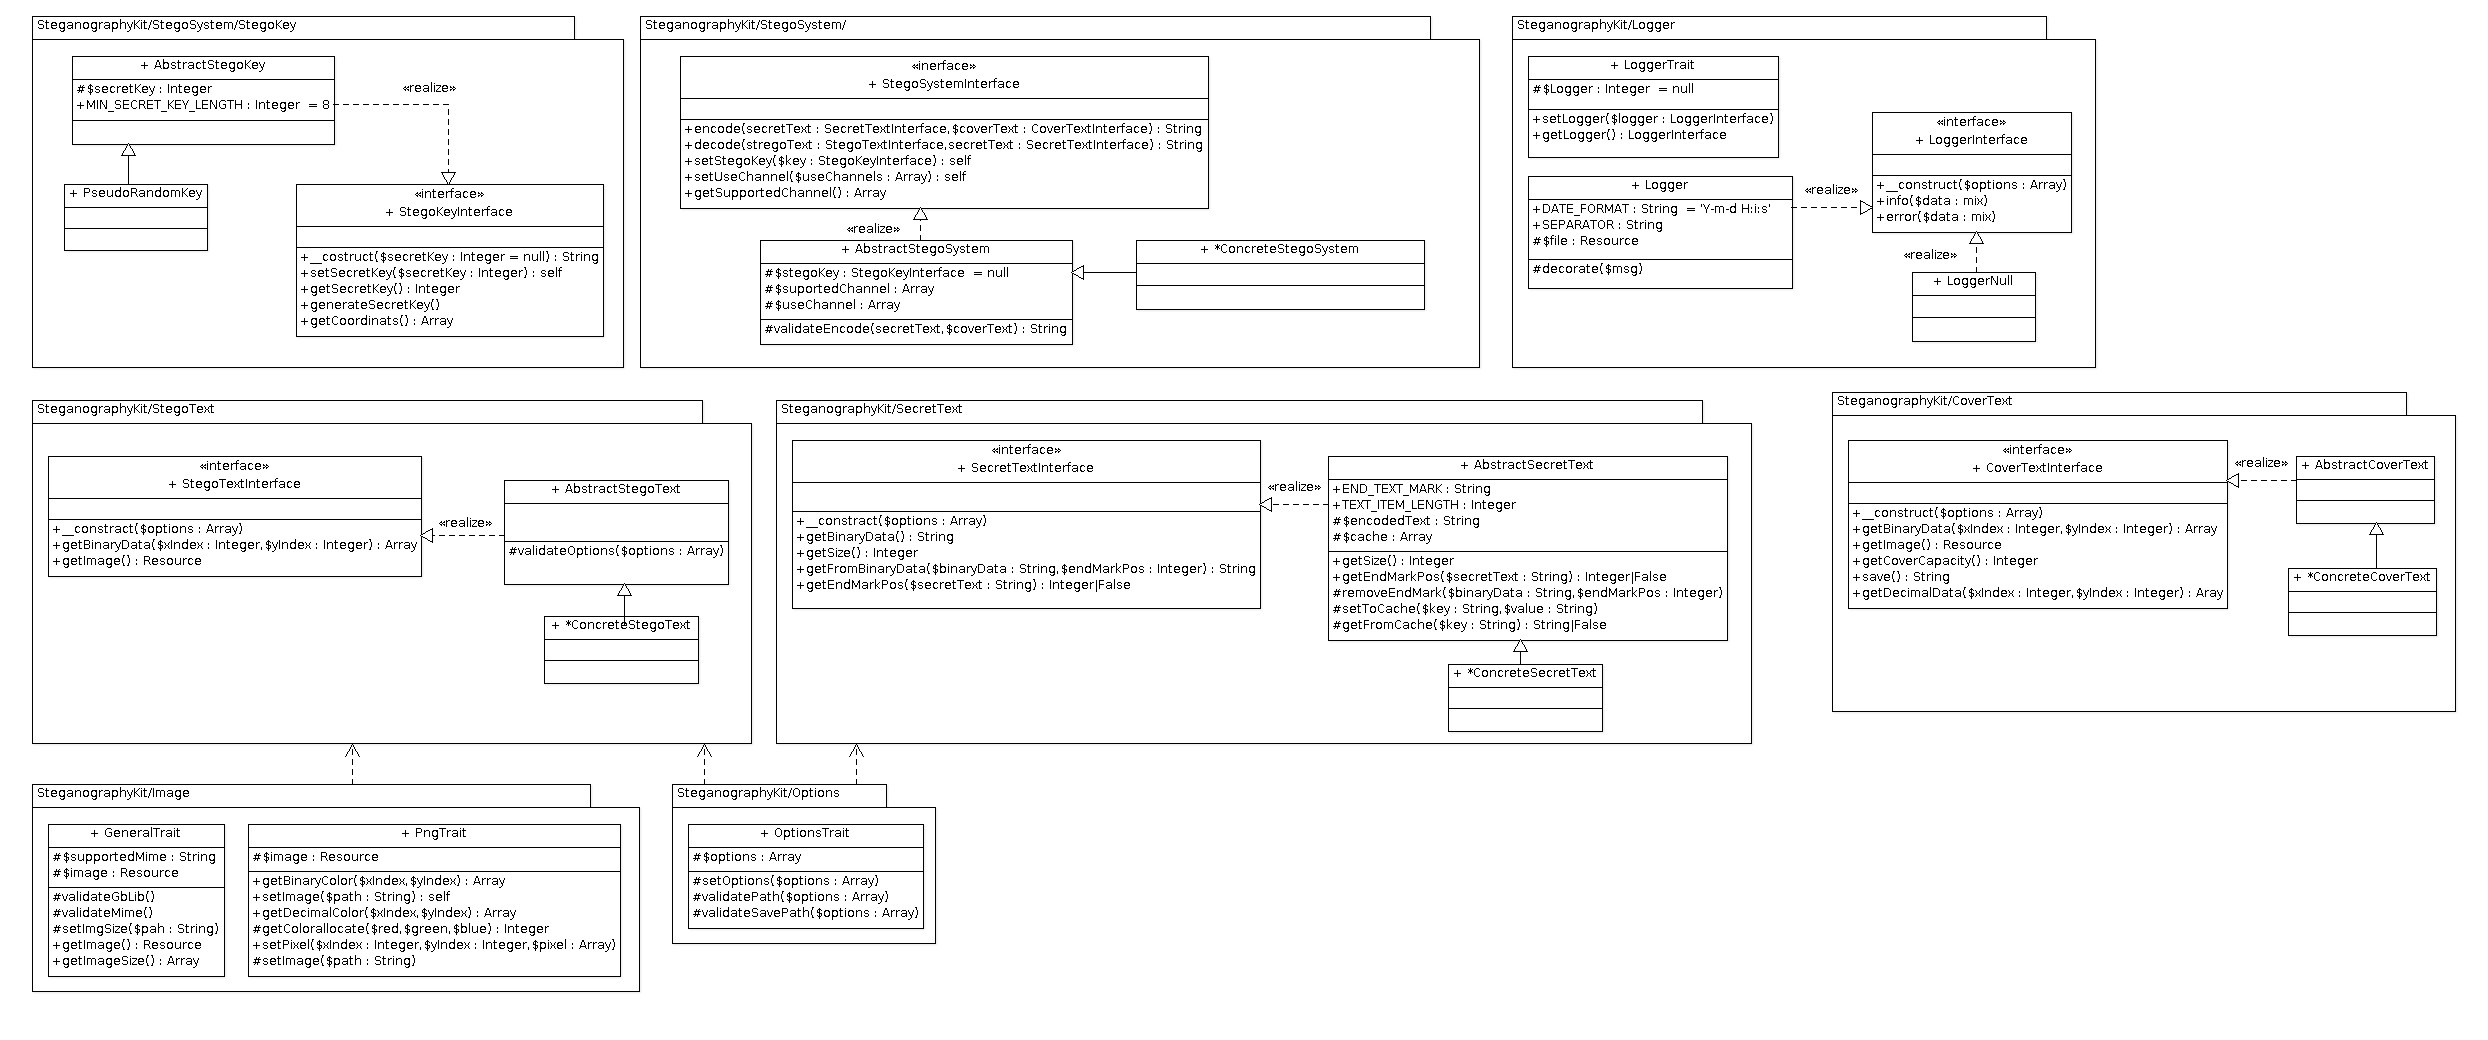 SteganographyKit/StegoSystem/StegoKey
+ AbstractStegoKey
#$secretKey : Integer
+MIN_SECRET_KEY_LENGTH : Integer = 8
«realize»
+ PseudoRandomKey
«interface»
+ StegoKeyInterface
+__costruct($secretKey : Integer = null) : String
+setSecretKey($secretKey : Integer) : self
+getSecretKey() : Integer
+generateSecretKey()
+getCoordinats() : Array
SteganographyKit/StegoSystem/
«inerface»
+ StegoSystemInterface
+encode(secretText : SecretTextInterface,$coverText : CoverTextInterface) : String
+decode(stregoText : StegoTextInterface,secretText : SecretTextInterface) : String
+setStegoKey($key : StegoKeyInterface) : self
+setUseChannel($useChannels : Array) : self
+getSupportedChannel() : Array
«realize»
+ AbstractStegoSystem
#$stegoKey : StegoKeyInterface = null
#$suportedChannel : Array
#$useChannel : Array
#validateEncode(secretText,$coverText) : String
+ *ConcreteStegoSystem
SteganographyKit/Logger
+ LoggerTrait
#$Logger : Integer = null
+setLogger($logger : LoggerInterface)
+getLogger() : LoggerInterface
+ Logger
+DATE_FORMAT : String = 'Y-m-d H:i:s'
+SEPARATOR : String
#$file : Resource
#decorate($msg)
«realize»
«interface»
+ LoggerInterface
+__construct($options : Array)
+info($data : mix)
+error($data : mix)
«realize»
+ LoggerNull
SteganographyKit/StegoText
«interface»
+ StegoTextInterface
+__construct($options : Array)
+getBinaryData($xIndex : Integer,$yIndex : Integer) : Array
+getImage() : Resource
«realize»
+ AbstractStegoText
#validateOptions($options : Array)
+ *ConcreteStegoText
SteganographyKit/SecretText
«interface»
+ SecretTextInterface
+__constract($options : Array)
+getBinaryData() : String
+getSize() : Integer
+getFromBinaryData($binaryData : String,$endMarkPos : Integer) : String
+getEndMarkPos($secretText : String) : Integer|False
«realize»
+ AbstractSecretText
+END_TEXT_MARK : String
+TEXT_ITEM_LENGTH : Integer
#$encodedText : String
#$cache : Array
+getSize() : Integer
+getEndMarkPos($secretText : String) : Integer|False
#removeEndMark($binaryData : String,$endMarkPos : Integer)
#setToCache($key : String,$value : String)
#getFromCache($key : String) : String|False
+ *ConcreteSecretText
SteganographyKit/CoverText
«interface»
+ CoverTextInterface
+__construct($options : Array)
+getBinaryData($xIndex : Integer,$yIndex : Integer) : Array
+getImage() : Resource
+getCoverCapacity() : Integer
+save() : String
+getDecimalData($xIndex : Integer,$yIndex : Integer) : Aray
«realize»
+ AbstractCoverText
+ *ConcreteCoverText
SteganographyKit/Image
+ GeneralTrait
#$supportedMime : String
#$image : Resource
#validateGbLib()
#validateMime()
#setImgSize($pah : String)
+getImage() : Resource
+getImageSize() : Array
+ PngTrait
#$image : Resource
+getBinaryColor($xIndex,$yIndex) : Array
+setImage($path : String) : self
+getDecimalColor($xIndex,$yIndex) : Array
#getColorallocate($red,$green,$blue) : Integer
+setPixel($xIndex : Integer,$yIndex : Integer,$pixel : Array)
#setImage($path : String)
SteganographyKit/Options
+ OptionsTrait
#$options : Array
#setOptions($options : Array)
#validatePath($options : Array)
#validateSavePath($options : Array)